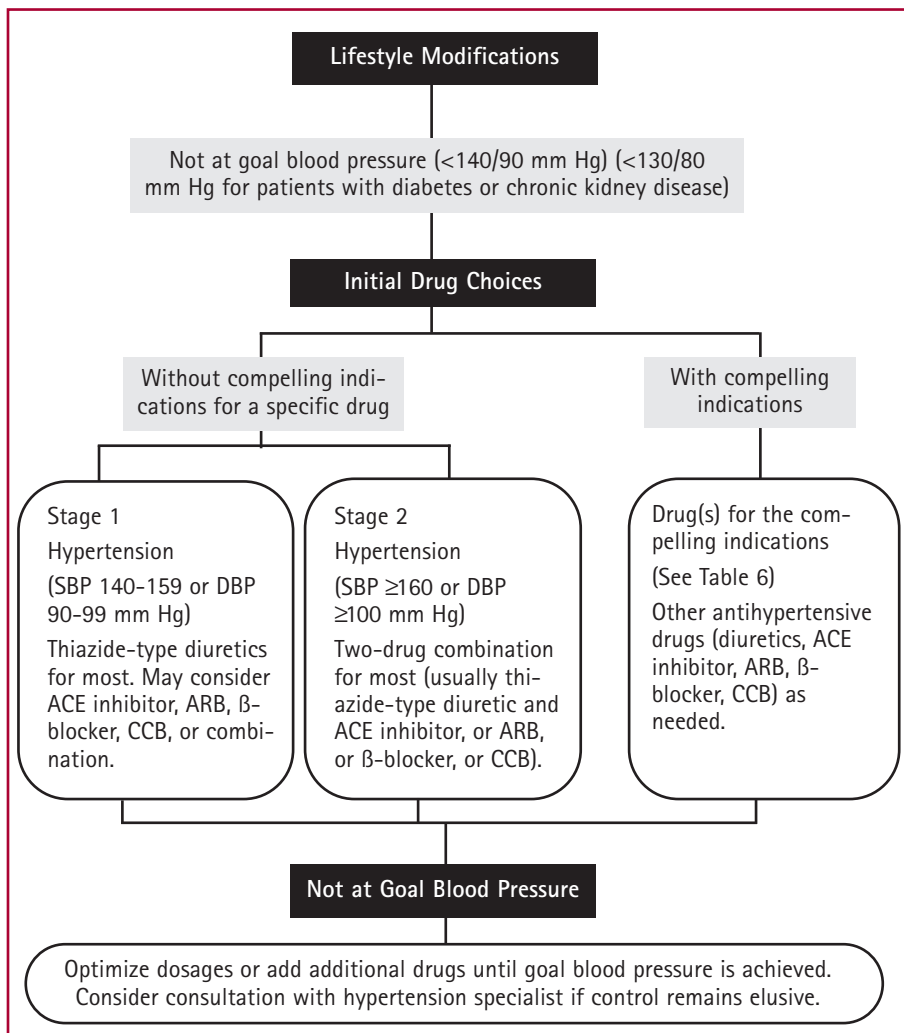 Lifestyle Modifications
Not at goal blood pressure (<140/90 mm Hg) (<130/80
mm Hg for patients with diabetes or chronic kidney disease)
Initial Drug Choices
Without compelling indi-
cations for a specific drug
With compelling
indications
Stage 1
Hypertension
(SBP 140-159 or DBP
90-99 mm Hg)
Thiazide-type diuretics
for most. May consider
ACE inhibitor, ARB, ß-
blocker, CCB, or combi-
nation.
Stage 2
Hypertension
(SBP ≥160 or DBP
≥100 mm Hg)
Two-drug combination
for most (usually thi-
azide-type diuretic and
ACE inhibitor, or ARB,
or ß-blocker, or CCB).
Drug(s) for the com-
pelling indications
(See Table 6)
Other antihypertensive
drugs (diuretics, ACE
inhibitor, ARB, ß-
blocker, CCB) as
needed.
Not at Goal Blood Pressure
Optimize dosages or add additional drugs until goal blood pressure is achieved.
Consider consultation with hypertension specialist if control remains elusive.